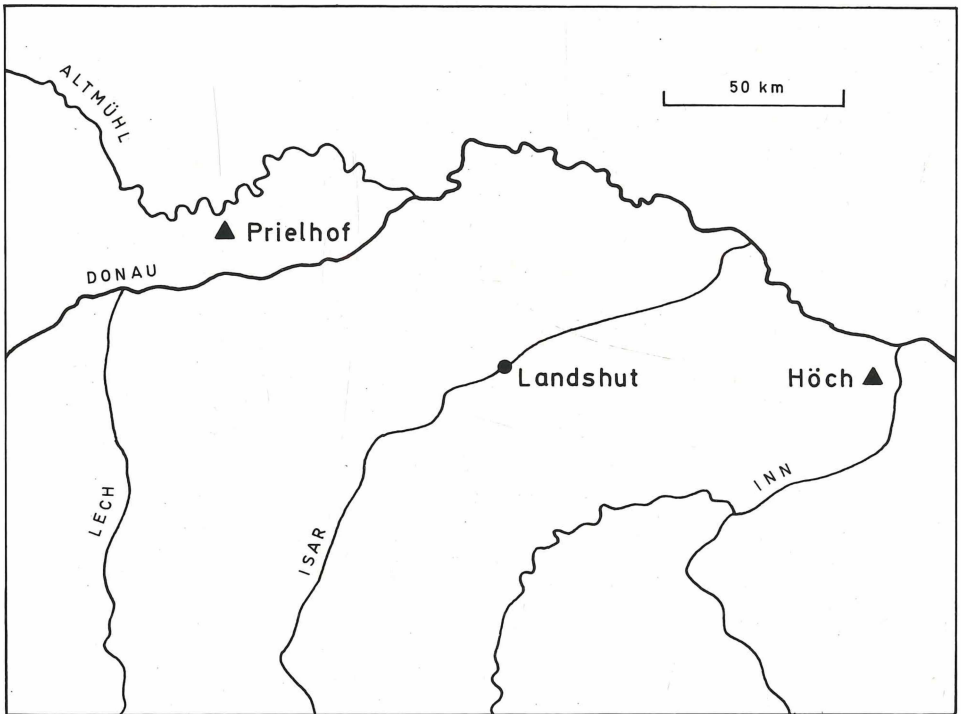 ALTMÜHL
50 km
Prielhof
DONAU
Landshut
Höch
LECH
ISAR
INN